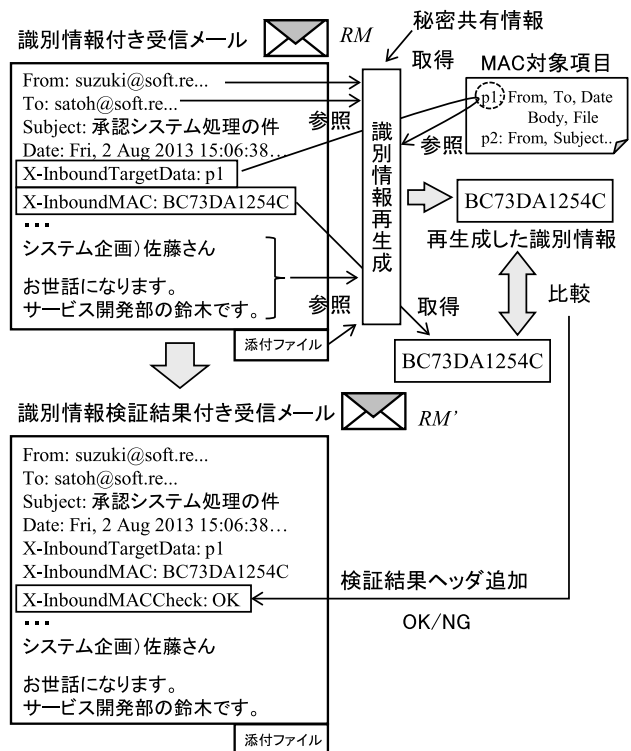 秘密共有情報
識別情報付き受信メール RM
取得
MAC対象項目
From: suzuki@soft.re...
To: satoh@soft.re...
Subject: 承認システム処理の件
Date: Fri, 2 Aug 2013 15:06:38...
X-InboundTargetData: p1
X-InboundMAC: BC73DA1254C
•••
システム企画)佐藤さん
お世話になります。
サービス開発部の鈴木です。
添付ファイル
参照
参照
参照
識別情報再生成
p1: From, To, Date
Body, File
p2: From, Subject..
BC73DA1254C
再生成した識別情報
取得
比較
BC73DA1254C
識別情報検証結果付き受信メール RM’
From: suzuki@soft.re...
To: satoh@soft.re...
Subject: 承認システム処理の件
Date: Fri, 2 Aug 2013 15:06:38…
X-InboundTargetData: p1
X-InboundMAC: BC73DA1254C
X-InboundMACCheck: OK
•••
システム企画)佐藤さん
お世話になります。
サービス開発部の鈴木です。
添付ファイル
検証結果ヘッダ追加
OK/NG